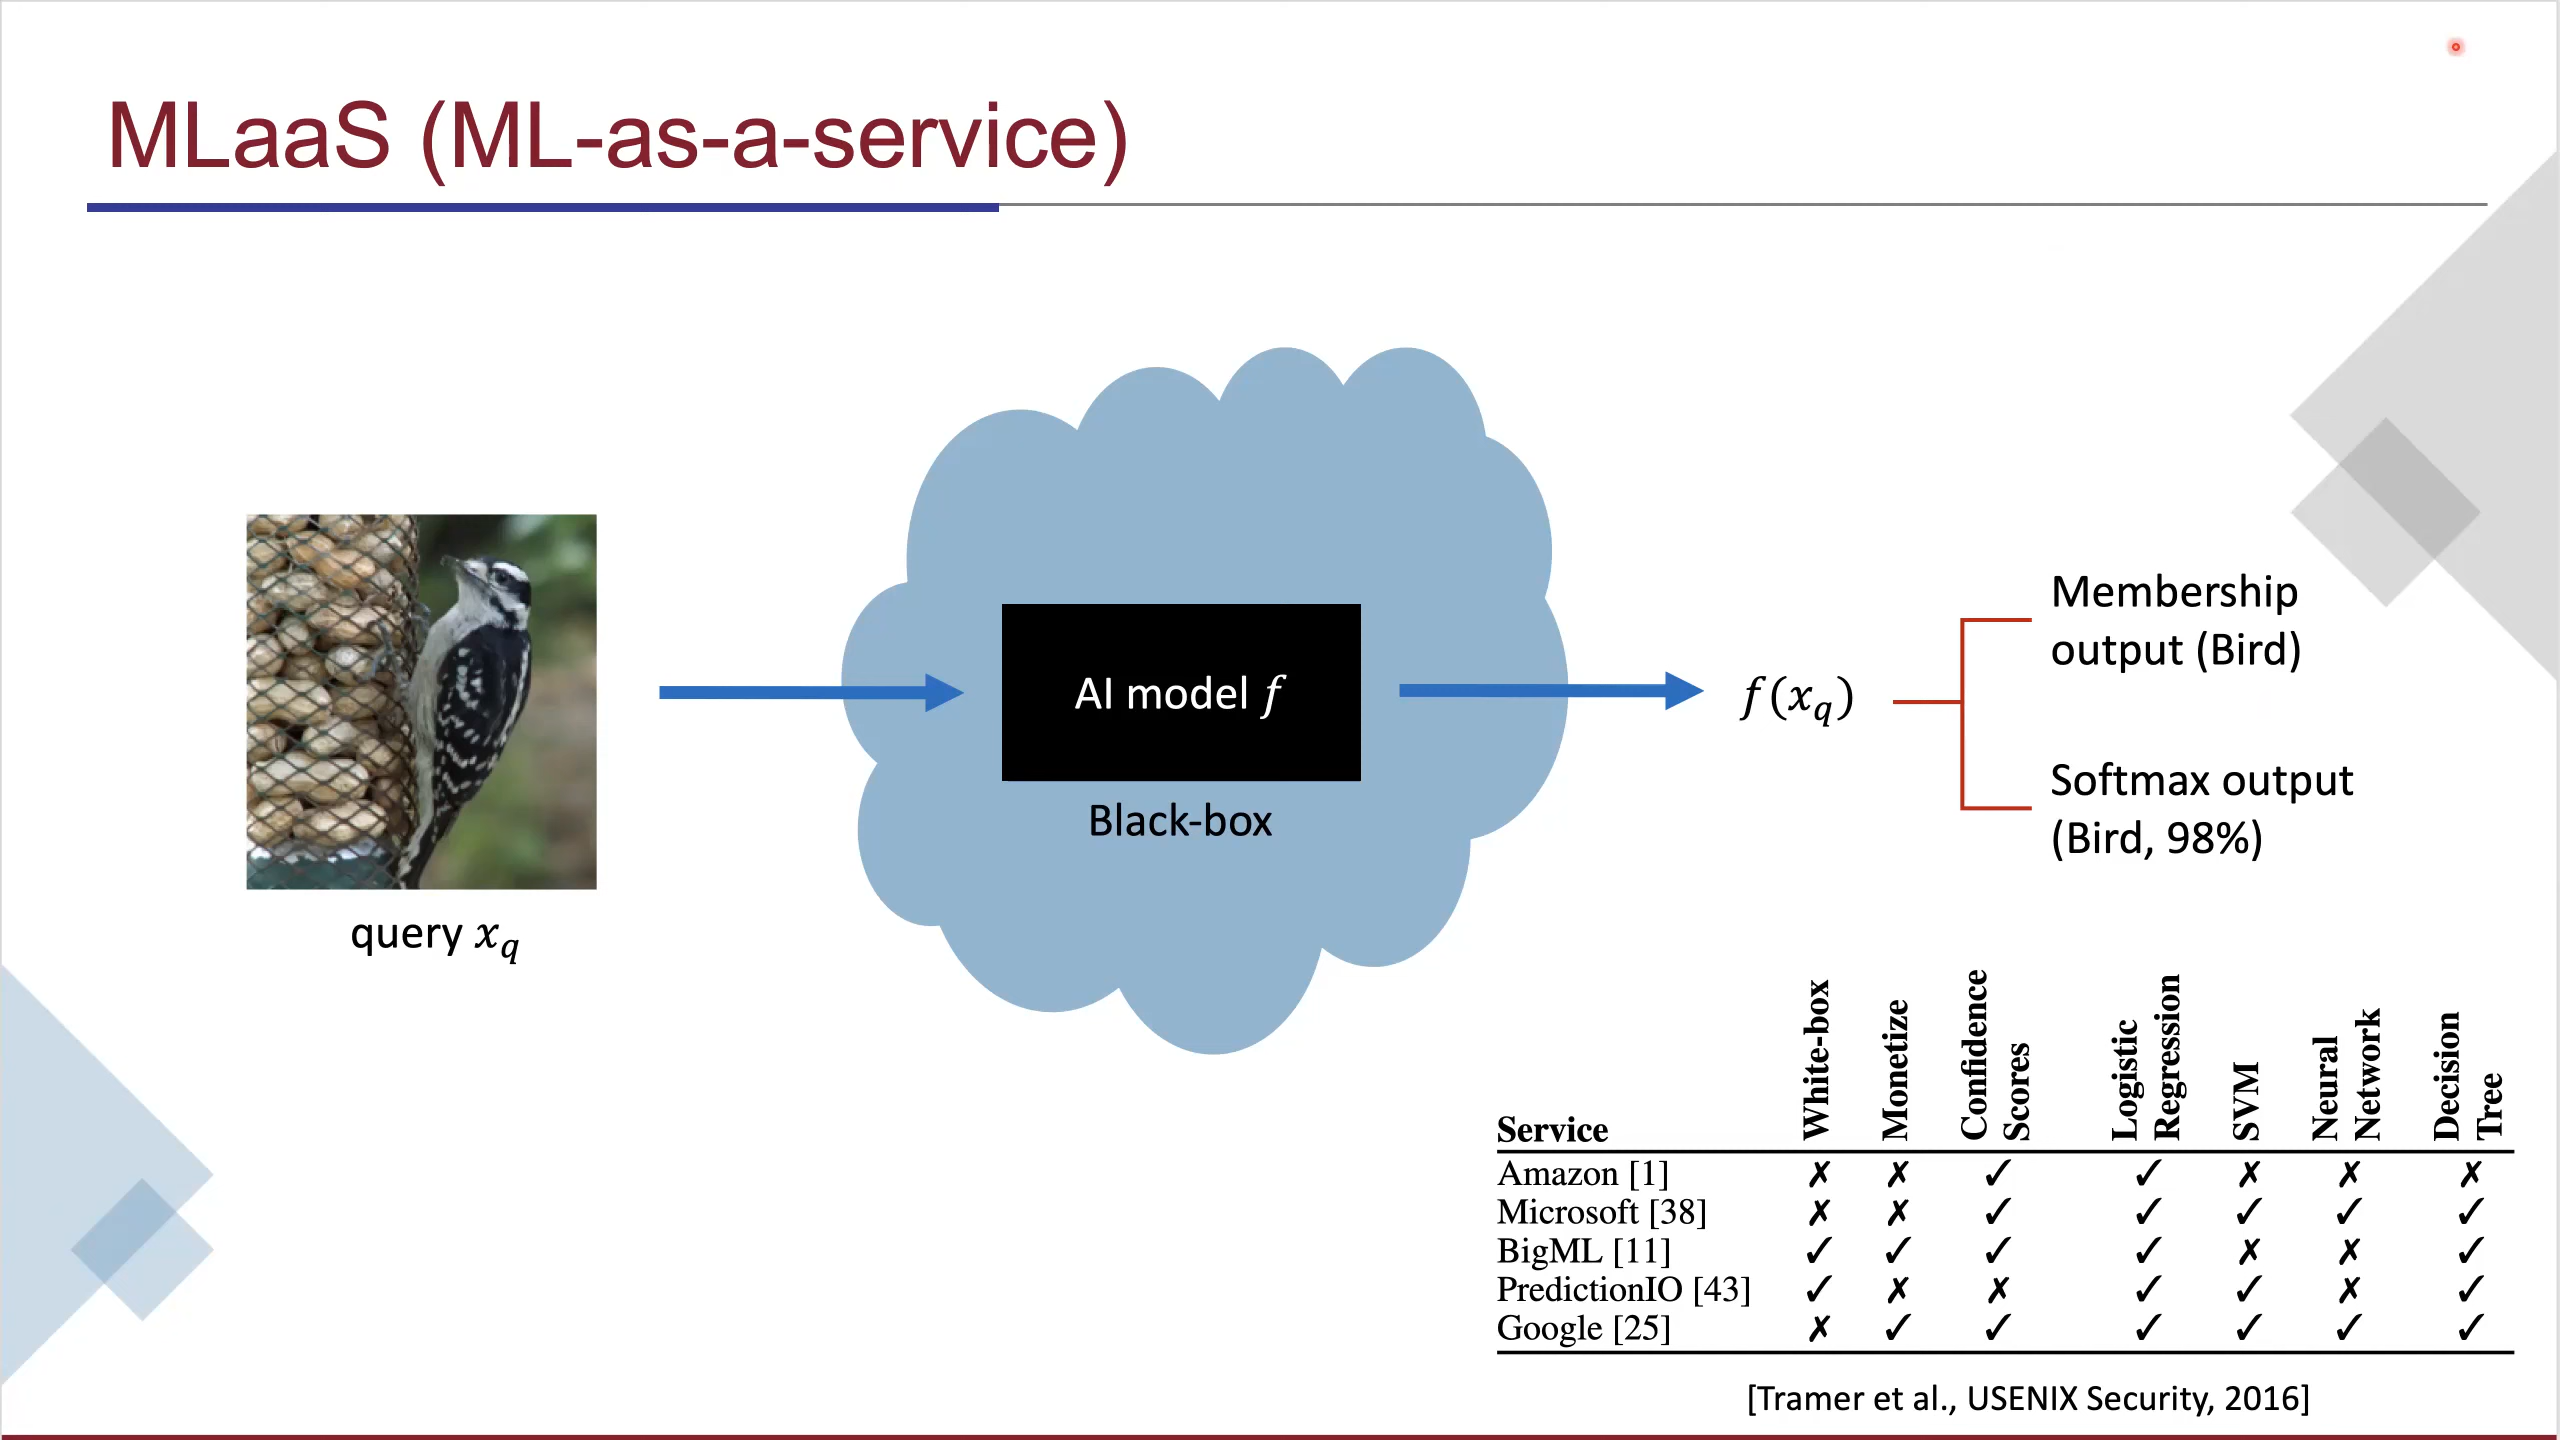 MLaaS (ML-as-a-service)
query x_q
AI model f
Black-box
f(x_q)
Membership
output (Bird)
Softmax output
(Bird, 98%)
Service White-box Monetize Confidence Scores Logistic Regression SVM Neural Network Decision Tree
Amazon [1] ✗ ✗ ✓ ✓ ✗ ✗ ✗
Microsoft [38] ✗ ✗ ✓ ✓ ✓ ✓ ✓
BigML [11] ✓ ✓ ✓ ✓ ✗ ✗ ✓
PredictionIO [43] ✓ ✗ ✗ ✓ ✓ ✗ ✓
Google [25] ✗ ✓ ✓ ✓ ✓ ✓ ✓
[Tramer et al., USENIX Security, 2016]